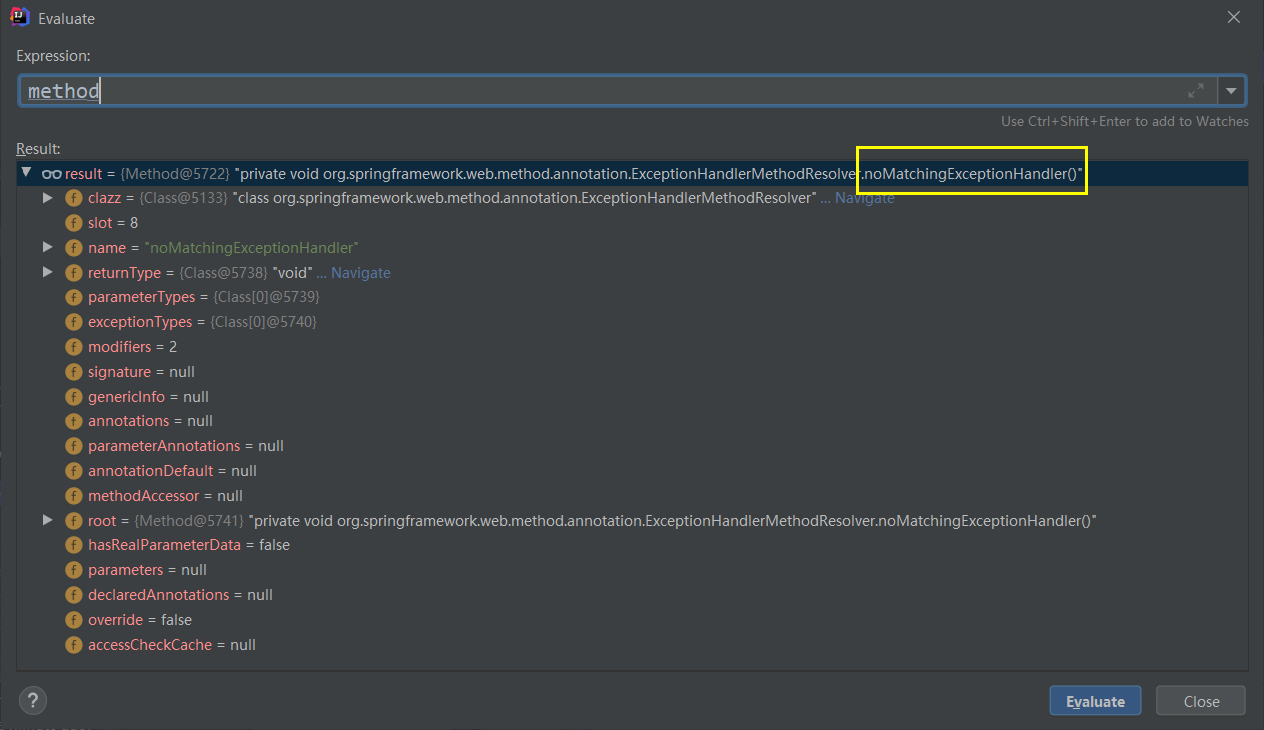 Evaluate
Expression:
method
Use Ctrl+Shift+Enter to add to Watches
Result:
result = {Method@5722} "private void org.springframework.web.method.annotation.ExceptionHandlerMethodResolver.noMatchingExceptionHandler()"
clazz = {Class@5133} "class org.springframework.web.method.annotation.ExceptionHandlerMethodResolver" ... Navigate
slot = 8
name = "noMatchingExceptionHandler"
returnType = {Class@5738} "void" ... Navigate
parameterTypes = {Class[0]@5739}
exceptionTypes = {Class[0]@5740}
modifiers = 2
signature = null
genericInfo = null
annotations = null
parameterAnnotations = null
annotationDefault = null
methodAccessor = null
root = {Method@5741} "private void org.springframework.web.method.annotation.ExceptionHandlerMethodResolver.noMatchingExceptionHandler()"
hasRealParameterData = false
parameters = null
declaredAnnotations = null
override = false
accessCheckCache = null
? Evaluate Close